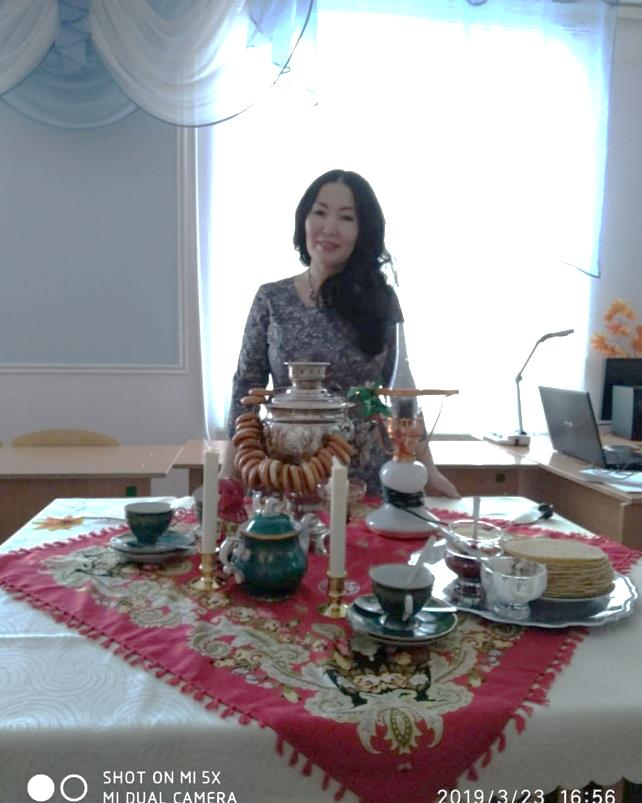 SHOT ON MI 5X
MI DUAL CAMERA
2019/3/23 16:56